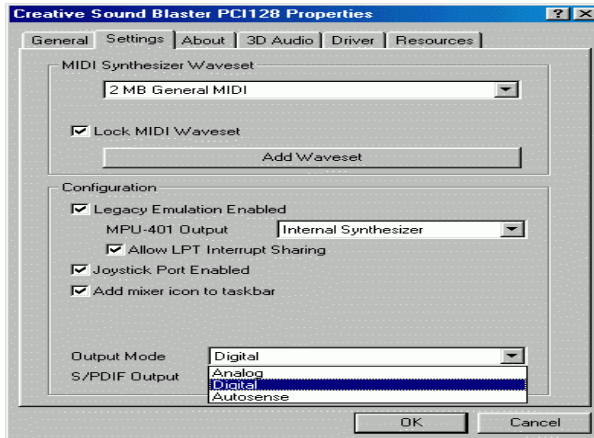 Creative Sound Blaster PCI128 Properties
General Settings About 3D Audio Driver Resources
MIDI Synthesizer Waveset
2 MB General MIDI
Lock MIDI Waveset
Add Waveset
Configuration
Legacy Emulation Enabled
MPU-401 Output Internal Synthesizer
Allow LPT Interrupt Sharing
Joystick Port Enabled
Add mixer icon to taskbar
Output Mode Digital
S/PDIF Output
Analog
Digital
Autosense
OK Cancel